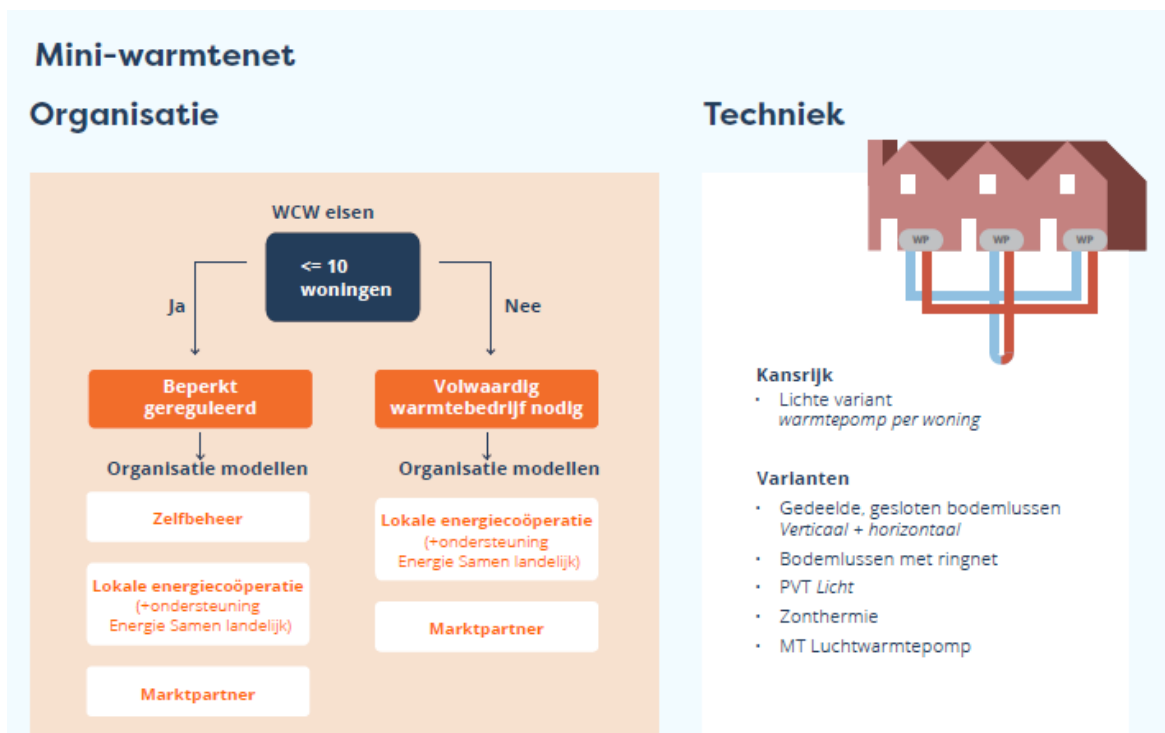 Mini-warmtenet
Organisatie
WCW eisen
<= 10
woningen
Ja
Nee
Beperkt
gereguleerd
Volwaardig
warmtebedrijf nodig
Organisatie modellen
Organisatie modellen
Zelfbeheer
Lokale energiecoöperatie
(+ondersteuning
Energie Samen landelijk)
Marktpartner
Lokale energiecoöperatie
(+ondersteuning
Energie Samen landelijk)
Marktpartner
Techniek
WP
WP
WP
Kansrijk
· Lichte variant
warmtepomp per woning
Varianten
· Gedeelde, gesloten bodemlussen
Verticaal + horizontaal
· Bodemlussen met ringnet
· PVT Licht
· Zonthermie
· MT Luchtwarmtepomp